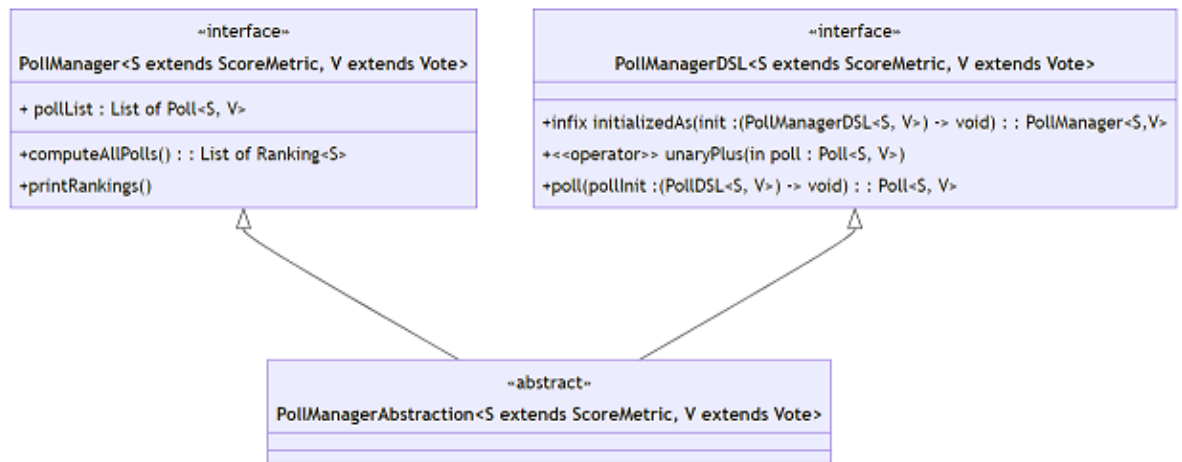 «interface»
PollManager<S extends ScoreMetric, V extends Vote>
+ pollList : List of Poll<S, V>
+computeAllPolls() : : List of Ranking<S>
+printRankings()
«interface»
PollManagerDSL<S extends ScoreMetric, V extends Vote>
+infix initializedAs(init :(PollManagerDSL<S, V>) -> void) : : PollManager<S,V>
+<<operator>> unaryPlus(in poll : Poll<S, V>)
+poll(pollInit :(PollDSL<S, V>) -> void) : : Poll<S, V>
«abstract»
PollManagerAbstraction<S extends ScoreMetric, V extends Vote>